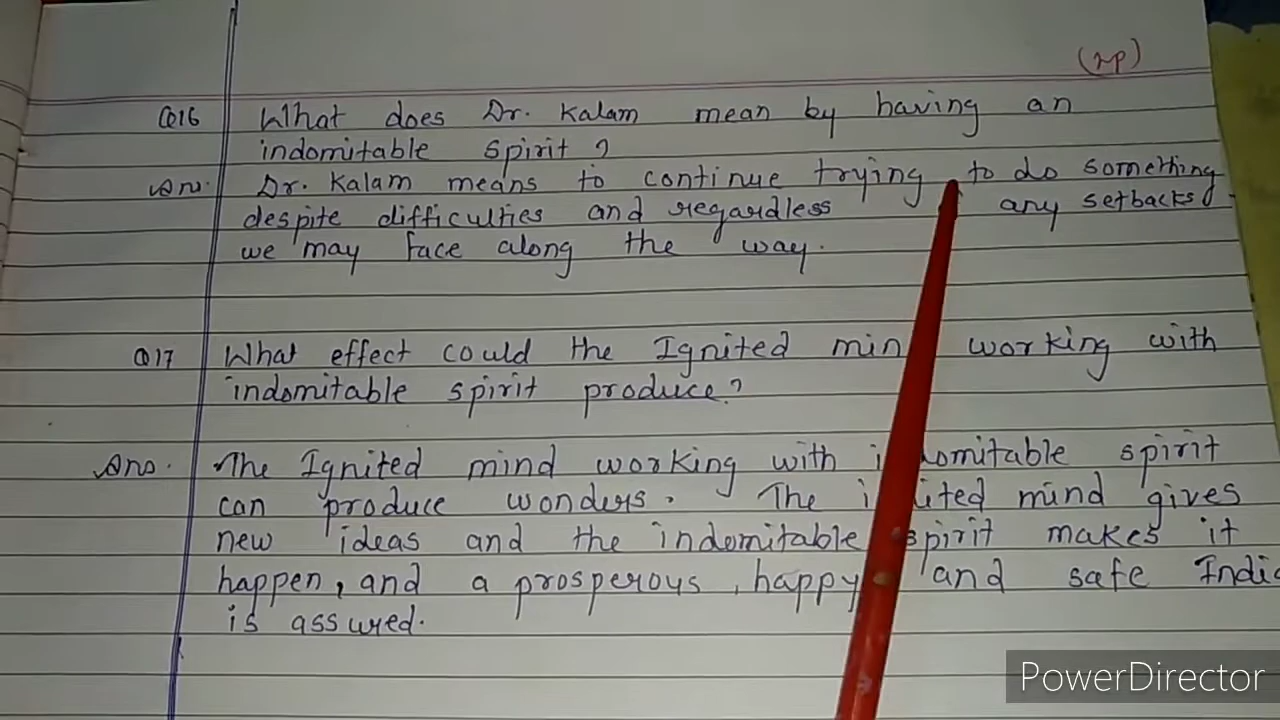 (2p)
Q16 What does Dr. Kalam mean by having an
indomitable spirit?
Ans. Dr. Kalam means to continue trying to do something
despite difficulties and regardless any setbacks
we may face along the way.
Q17 What effect could the Ignited min working with
indomitable spirit produce?
Ans. The Ignited mind working with i domitable spirit
can produce wonders. The i ited mind gives
new ideas and the indomitable spirit makes it
happen, and a prosperous, happy and safe India
is assured.
PowerDirector